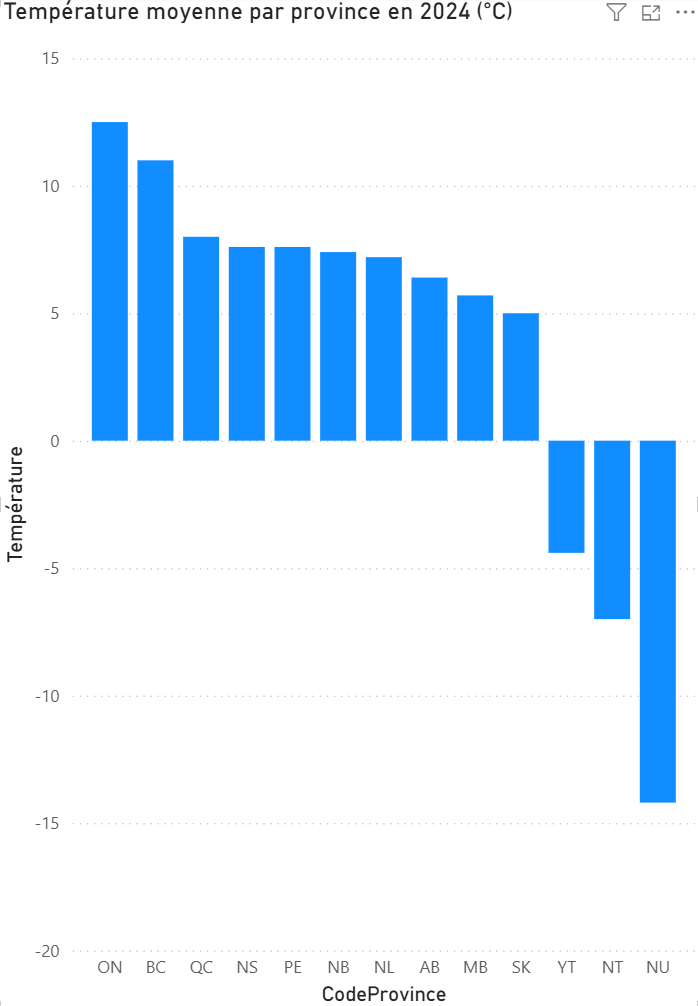 Température moyenne par province en 2024 (°C)
15
10
5
0
-5
-10
-15
-20
Température
ON BC QC NS PE NB NL AB MB SK YT NT NU
CodeProvince